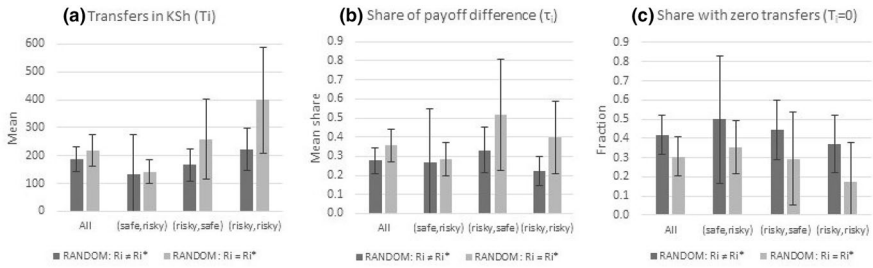 (a) Transfers in KSh (Ti)
600
500
400
300
200
100
0
Mean
All (safe,risky) (risky,safe) (risky,risky)
RANDOM: Ri ≠ Ri* RANDOM: Ri = Ri*
(b) Share of payoff difference (τᵢ)
0.9
0.8
0.7
0.6
0.5
0.4
0.3
0.2
0.1
0.0
Mean share
All (safe,risky) (risky,safe) (risky, risky)
RANDOM: Ri ≠ Ri* RANDOM: Ri = Ri*
(c) Share with zero transfers (Tᵢ=0)
0.9
0.8
0.7
0.6
0.5
0.4
0.3
0.2
0.1
0
Fraction
All (safe,risky) (risky,safe) (risky,risky)
RANDOM: Ri ≠ Ri* RANDOM: Ri = Ri*